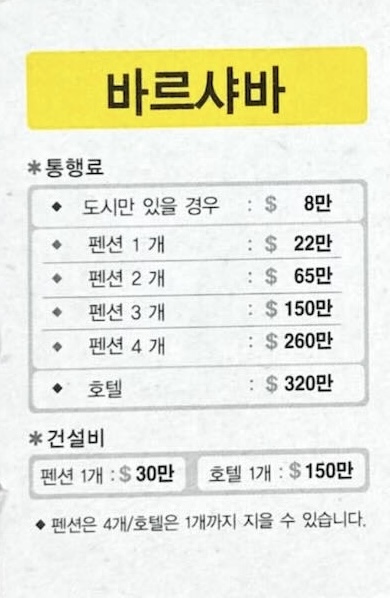 바르샤바
*통행료
◆ 도시만 있을 경우 : $ 8만
◆ 펜션 1 개 : $ 22만
◆ 펜션 2 개 : $ 65만
◆ 펜션 3 개 : $ 150만
◆ 펜션 4 개 : $ 260만
◆ 호텔 : $ 320만
*건설비
펜션 1개 : $ 30만 호텔 1개 : $ 150만
◆ 펜션은 4개/호텔은 1개까지 지을 수 있습니다.